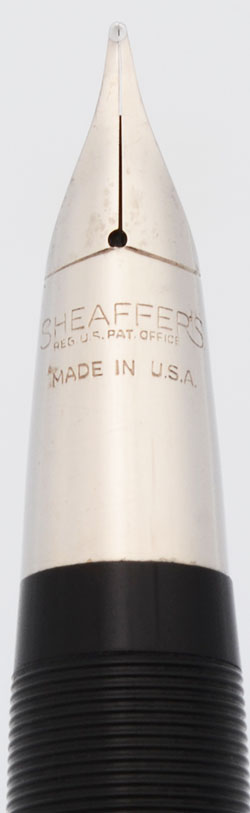 SHEAFFER'S
REG. U.S. PAT. OFFICE
MADE IN U.S.A.